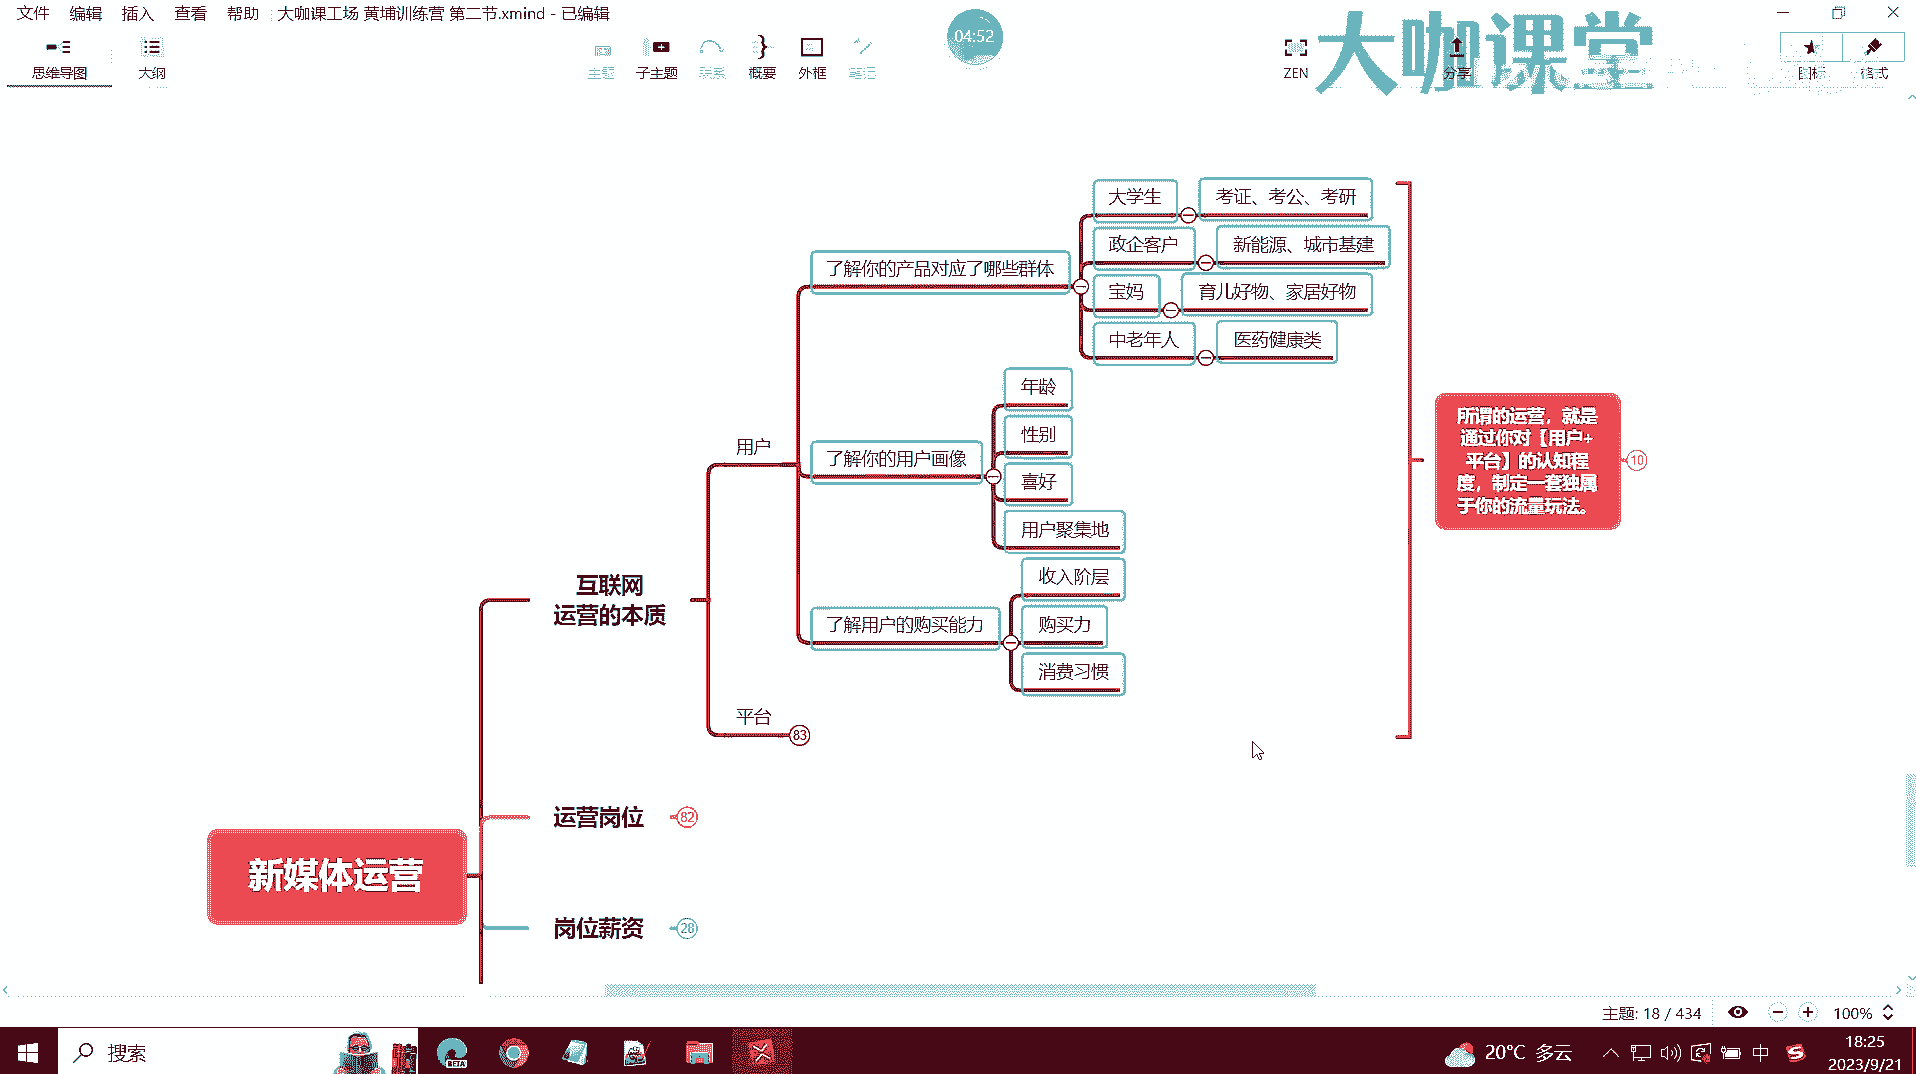 文件 编辑 插入 查看 帮助 大咖课工场 黄埔训练营 第二节.xmind - 已编辑
04:52
大咖课堂
思维导图 大纲 主题 子主题 联系 概要 外框 笔记 ZEN 分享 图标 格式
大学生 考证、考公、考研
政企客户 新能源、城市基建
了解你的产品对应了哪些群体
宝妈 育儿好物、家居好物
中老年人 医药健康类
年龄
性别
用户 了解你的用户画像
喜好
用户聚集地
收入阶层
了解用户的购买能力 购买力
消费习惯
所谓的运营，就是
通过你对【用户+
平台】的认知程
度，制定一套独属
于你的流量玩法。
10
互联网
运营的本质
平台 83
运营岗位 82
新媒体运营
岗位薪资 28
主题: 18 / 434 100%
搜索 BETA 20°C 多云 中 18:25
2023/9/21